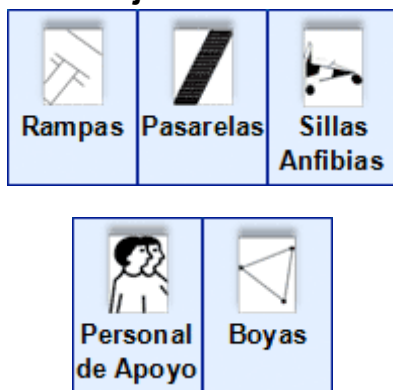 Rampas
Pasarelas
Sillas
Anfibias
Personal
de Apoyo
Boyas